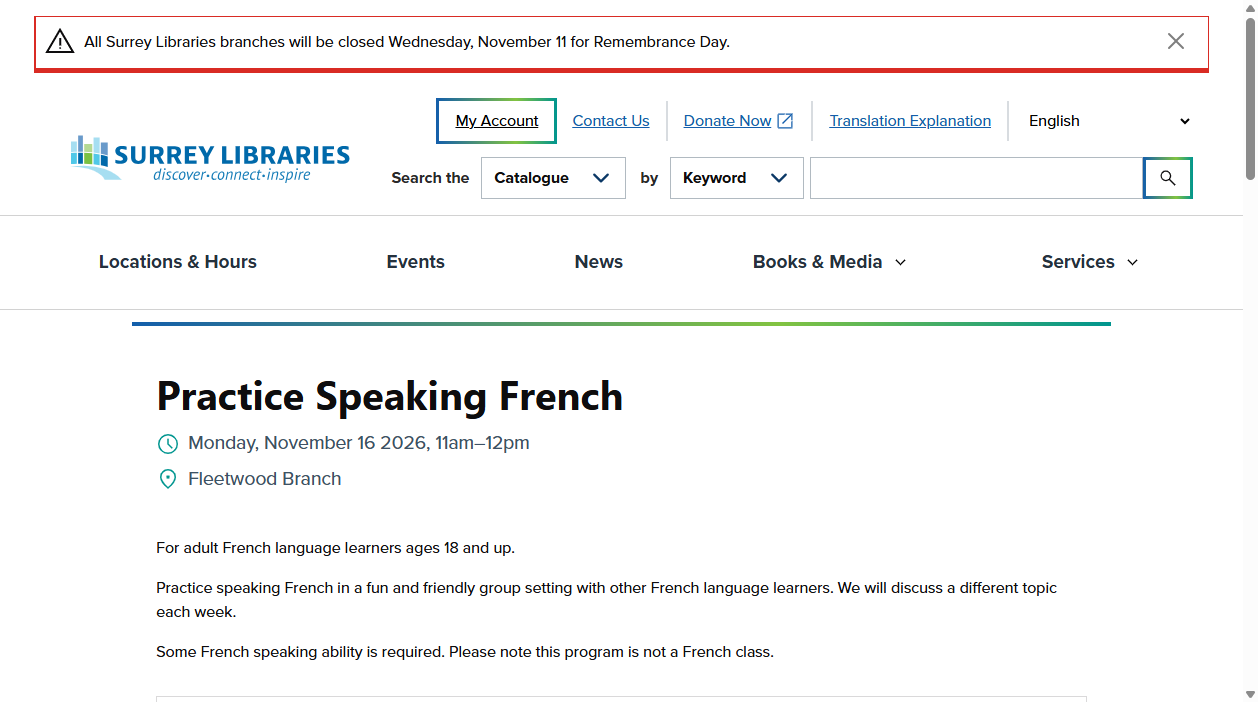 All Surrey Libraries branches will be closed Wednesday, November 11 for Remembrance Day.
My Account
Contact Us
Donate Now
Translation Explanation
English
SURREY LIBRARIES
discover·connect·inspire
Search the
Catalogue
by
Keyword
Locations & Hours
Events
News
Books & Media
Services
Practice Speaking French
Monday, November 16 2026, 11am–12pm
Fleetwood Branch
For adult French language learners ages 18 and up.
Practice speaking French in a fun and friendly group setting with other French language learners. We will discuss a different topic
each week.
Some French speaking ability is required. Please note this program is not a French class.